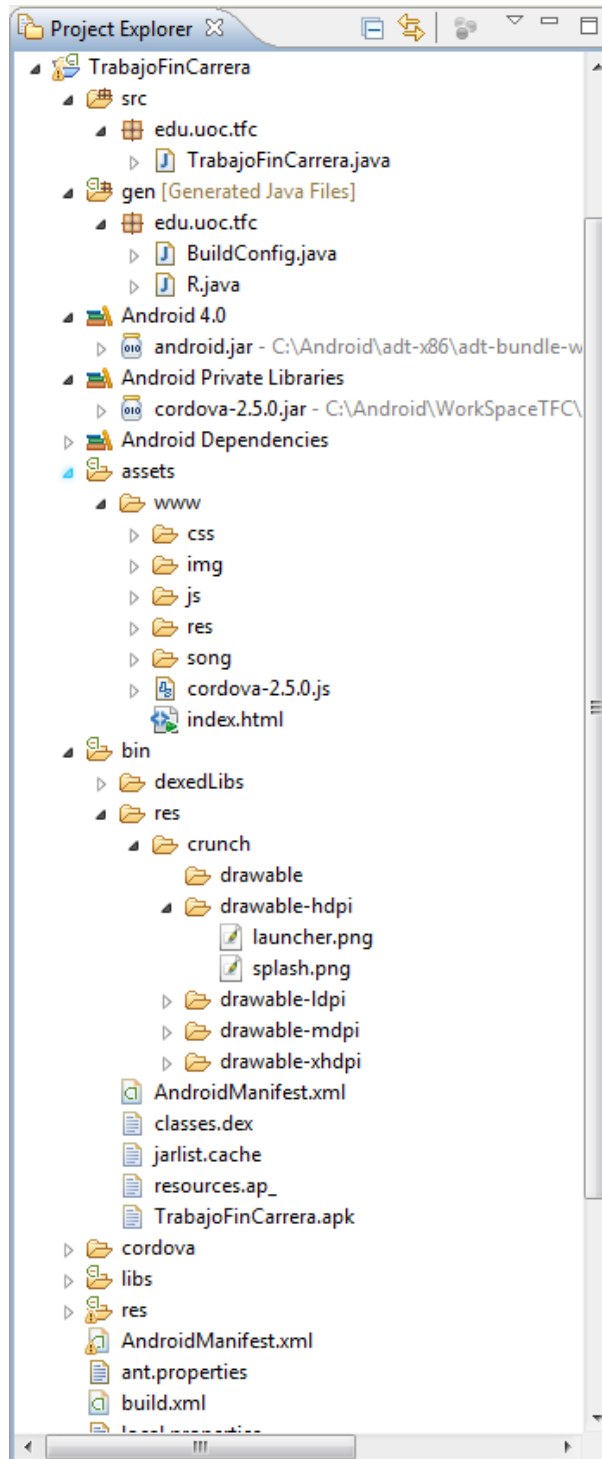 Project Explorer
TrabajoFinCarrera
src
edu.uoc.tfc
TrabajoFinCarrera.java
gen [Generated Java Files]
edu.uoc.tfc
BuildConfig.java
R.java
Android 4.0
android.jar - C:\Android\adt-x86\adt-bundle-w
Android Private Libraries
cordova-2.5.0.jar - C:\Android\WorkSpaceTFC\
Android Dependencies
assets
www
css
img
js
res
song
cordova-2.5.0.js
index.html
bin
dexedLibs
res
crunch
drawable
drawable-hdpi
launcher.png
splash.png
drawable-ldpi
drawable-mdpi
drawable-xhdpi
AndroidManifest.xml
classes.dex
jarlist.cache
resources.ap_
TrabajoFinCarrera.apk
cordova
libs
res
AndroidManifest.xml
ant.properties
build.xml
local.properties